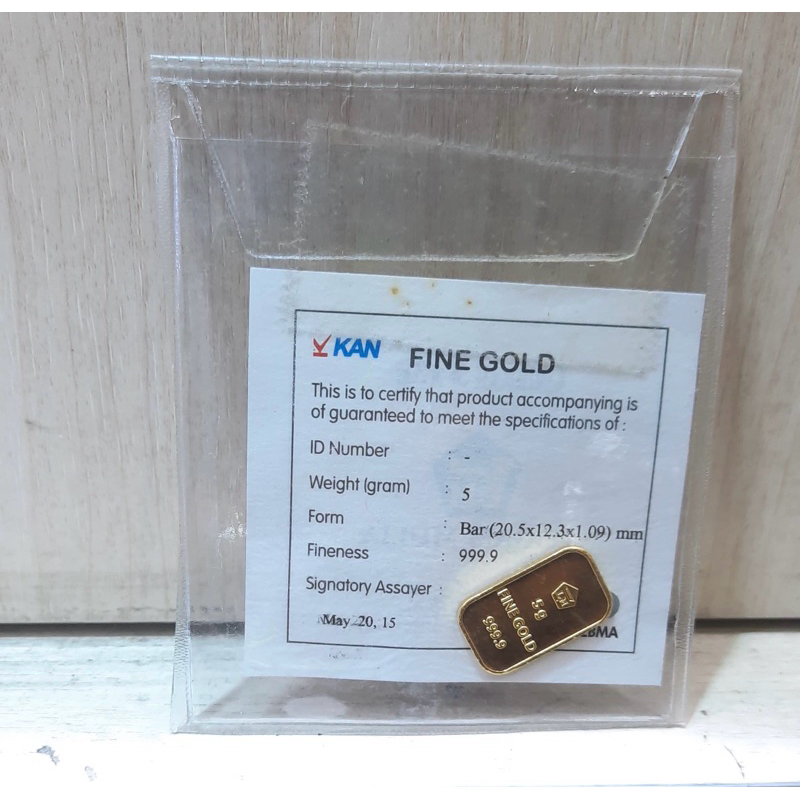 KAN FINE GOLD
This is to certify that product accompanying is
of guaranteed to meet the specifications of :
ID Number : -
Weight (gram) : 5
Form : Bar (20.5x12.3x1.09) mm
Fineness : 999.9
Signatory Assayer :
May 20, 15
LBMA
5g
FINE GOLD
999.9